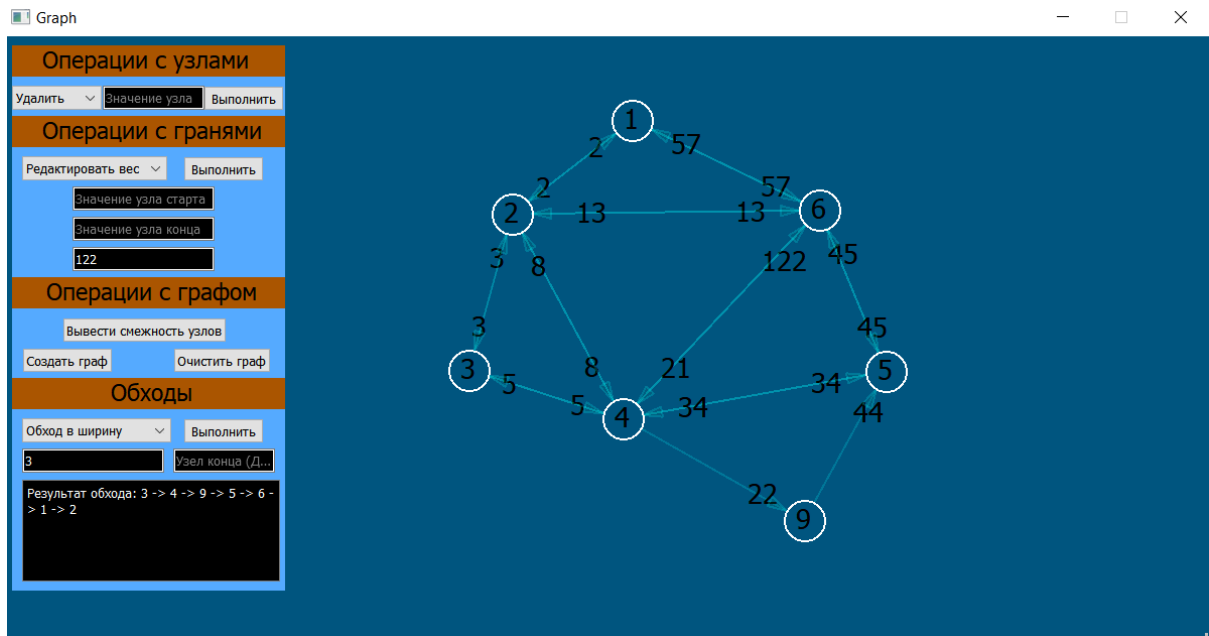 Graph
Операции с узлами
Удалить
Значение узла
Выполнить
Операции с гранями
Редактировать вес
Выполнить
Значение узла старта
Значение узла конца
122
Операции с графом
Вывести смежность узлов
Создать граф
Очистить граф
Обходы
Обход в ширину
Выполнить
3
Узел конца (Д...
Результат обхода: 3 -> 4 -> 9 -> 5 -> 6 -
> 1 -> 2
1
2
57
2
57
2
13
13
6
3
8
122
45
3
45
8
21
3
5
34
5
5
34
44
4
22
9